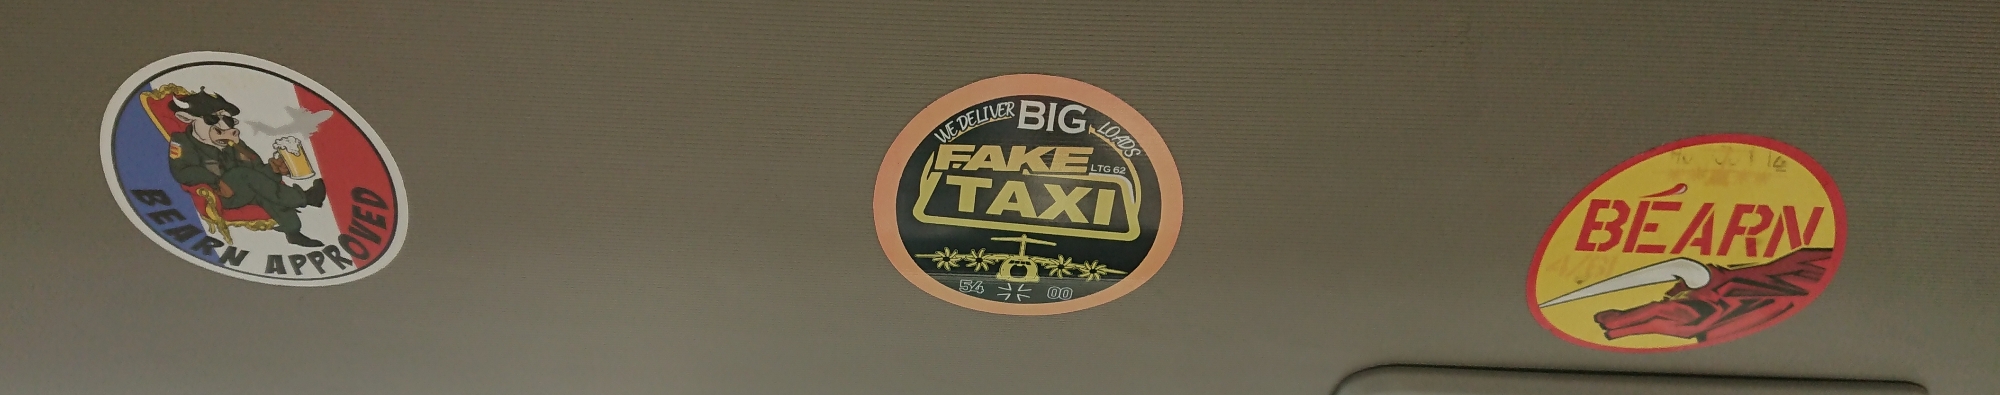 BEARN APPROVED
WE DELIVER BIG LOADS
FAKE
LTG 62
TAXI
54 00
BÉARN